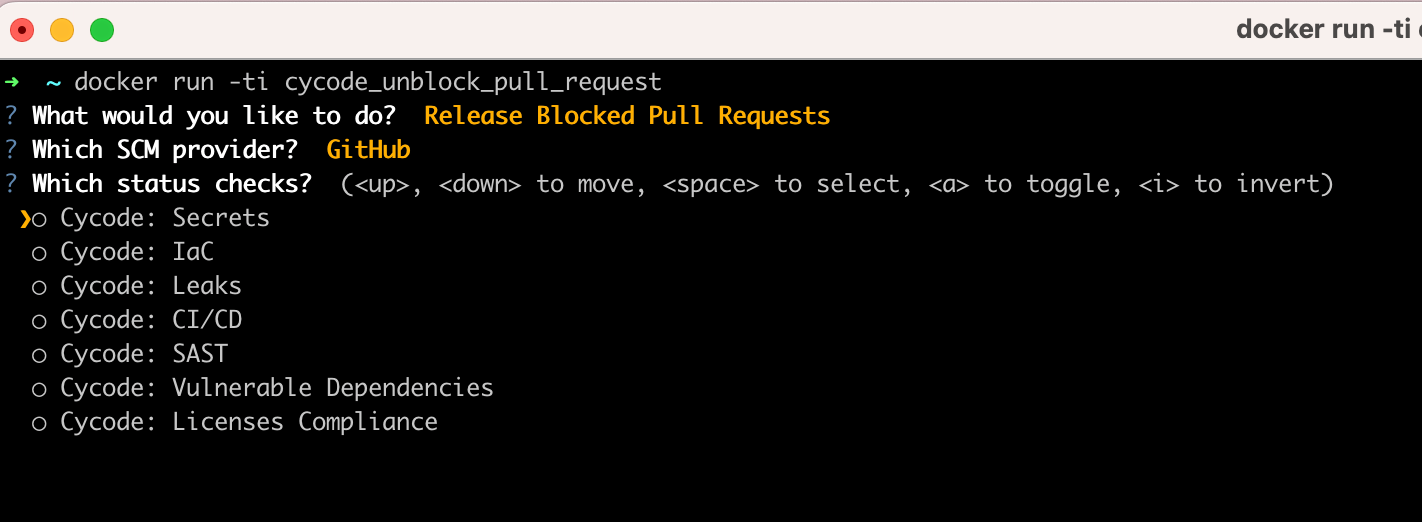 docker run -ti
➜ ~ docker run -ti cycode_unblock_pull_request
? What would you like to do? Release Blocked Pull Requests
? Which SCM provider? GitHub
? Which status checks? (<up>, <down> to move, <space> to select, <a> to toggle, <i> to invert)
❯○ Cycode: Secrets
○ Cycode: IaC
○ Cycode: Leaks
○ Cycode: CI/CD
○ Cycode: SAST
○ Cycode: Vulnerable Dependencies
○ Cycode: Licenses Compliance